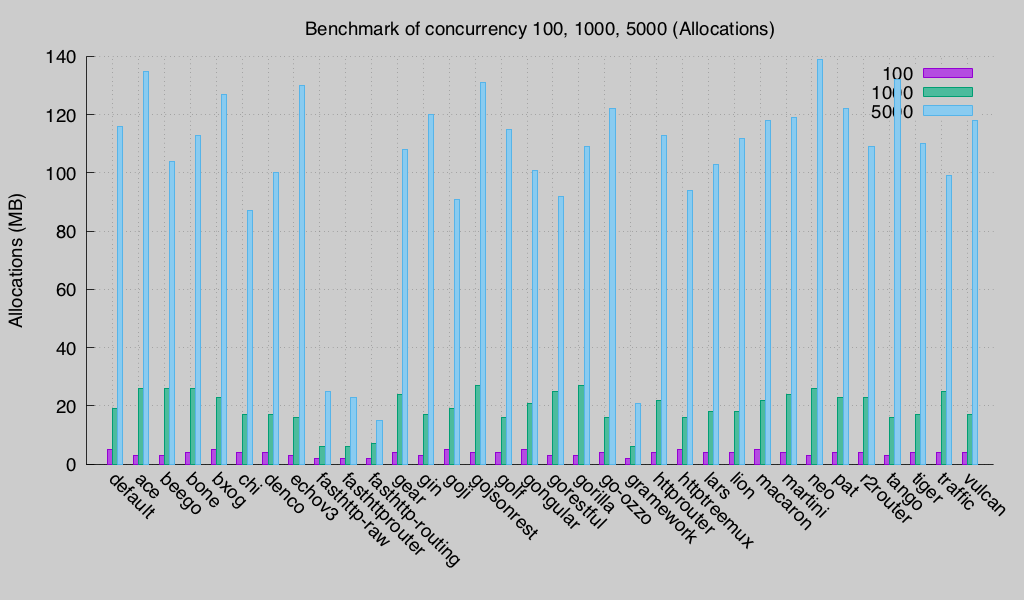 Benchmark of concurrency 100, 1000, 5000 (Allocations)
140
120
100
80
60
40
20
0
Allocations (MB)
100
1000
5000
default
ace
beego
bone
bxog
chi
denco
echov3
fasthttp-raw
fasthttprouter
fasthttp-routing
gear
gin
goji
gojsonrest
golf
gongular
gorestful
gorilla
go-ozzo
gramework
httprouter
httptreemux
lars
lion
macaron
martini
neo
pat
r2router
tango
tiger
traffic
vulcan